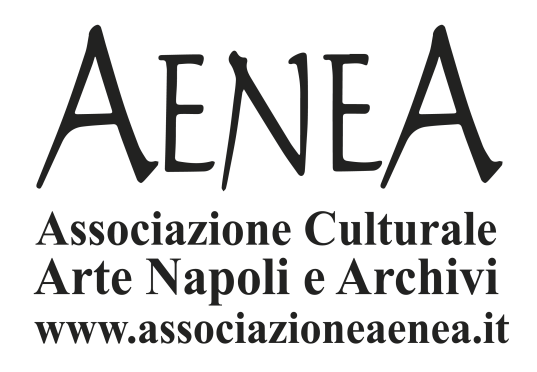 AENEA
Associazione Culturale
Arte Napoli e Archivi
www.associazioneaenea.it